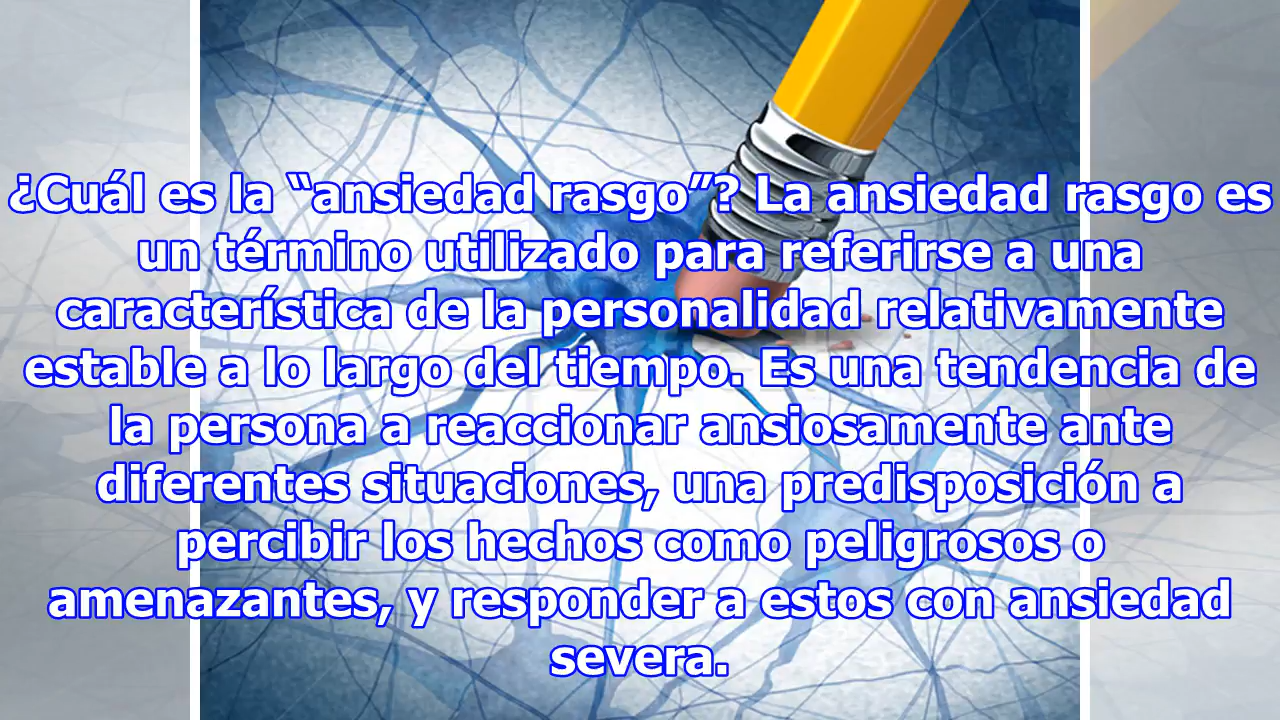 ¿Cuál es la “ansiedad rasgo”? La ansiedad rasgo es
un término utilizado para referirse a una
característica de la personalidad relativamente
estable a lo largo del tiempo. Es una tendencia de
la persona a reaccionar ansiosamente ante
diferentes situaciones, una predisposición a
percibir los hechos como peligrosos o
amenazantes, y responder a estos con ansiedad
severa.